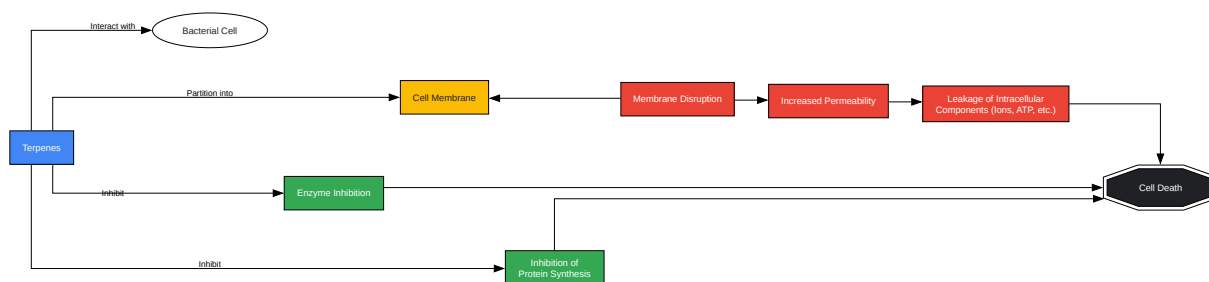 Interact with
Bacterial Cell
Partition into
Cell Membrane
Membrane Disruption
Increased Permeability
Leakage of Intracellular
Components (Ions, ATP, etc.)
Terpenes
Inhibit
Enzyme Inhibition
Cell Death
Inhibit
Inhibition of
Protein Synthesis